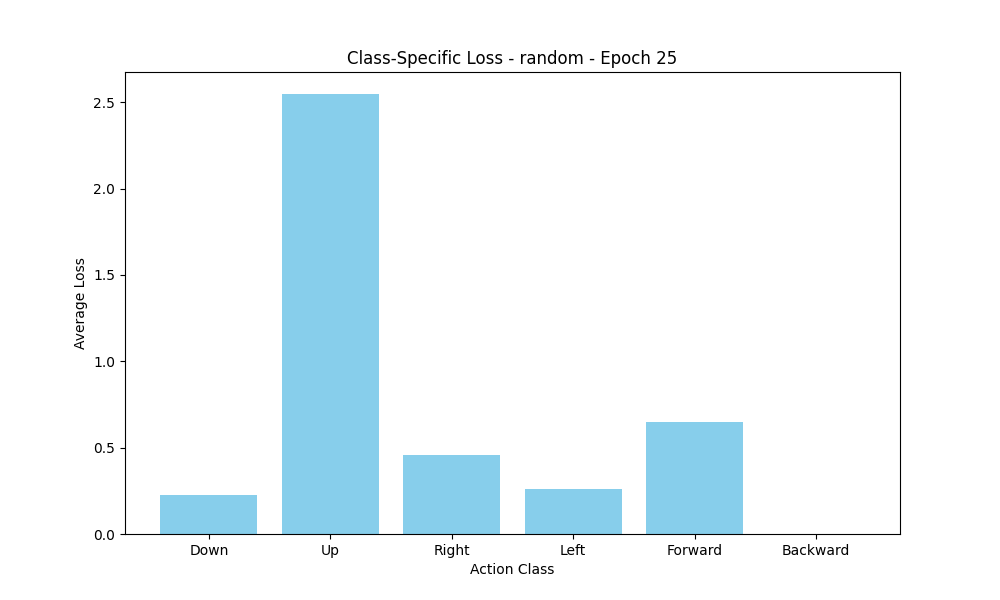 Class-Specific Loss - random - Epoch 25
Average Loss
2.5
2.0
1.5
1.0
0.5
0.0
Down Up Right Left Forward Backward
Action Class